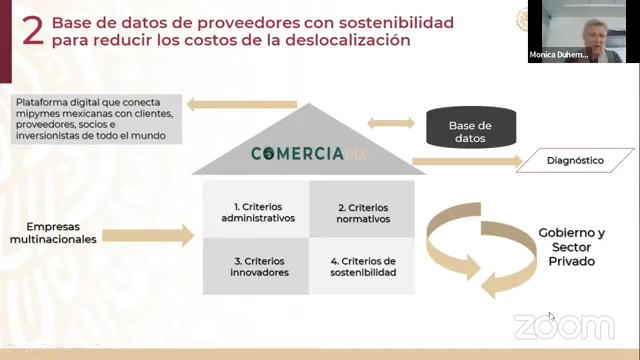 2
Base de datos de proveedores con sostenibilidad
para reducir los costos de la deslocalización
Monica Duhem...
Plataforma digital que conecta
mipymes mexicanas con clientes,
proveedores, socios e
inversionistas de todo el mundo
COMERCIAMX
Base de
datos
Diagnóstico
Empresas
multinacionales
1. Criterios
administrativos
2. Criterios
normativos
3. Criterios
innovadores
4. Criterios de
sostenibilidad
Gobierno y
Sector
Privado
zoom